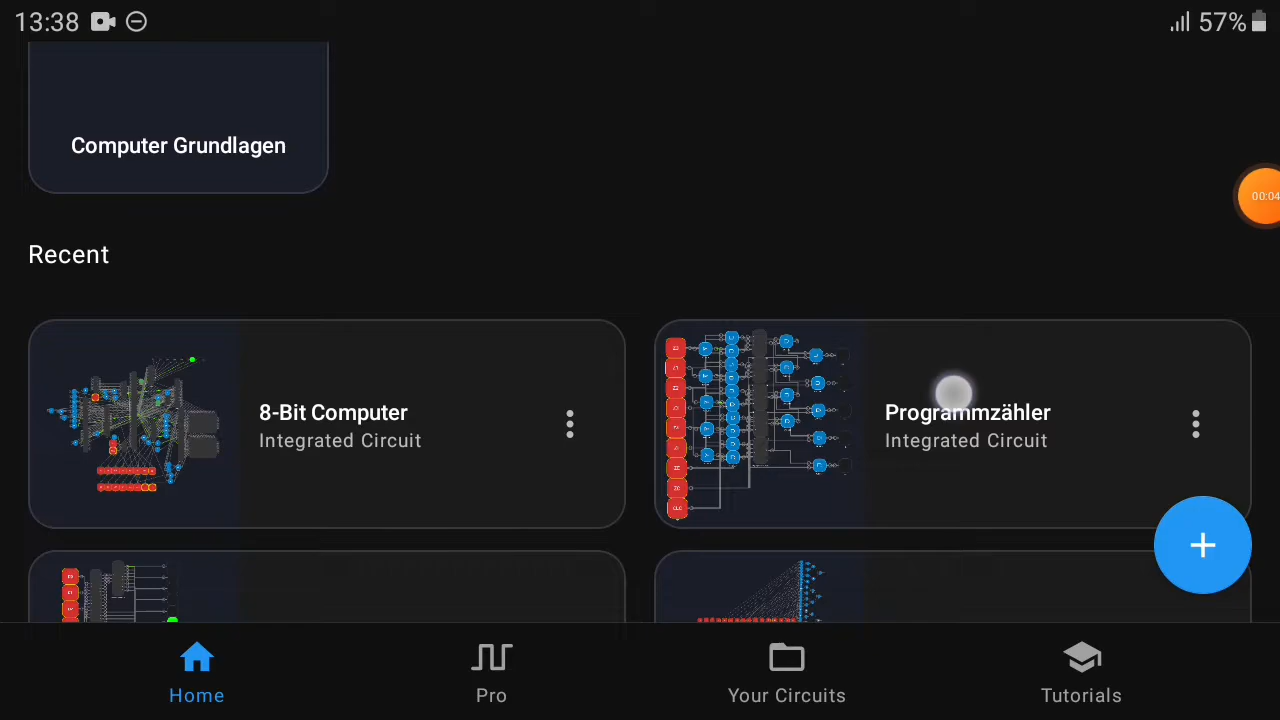 13:38
57%
Computer Grundlagen
00:04
Recent
8-Bit Computer
Integrated Circuit
Programmzähler
Integrated Circuit
Home
Pro
Your Circuits
Tutorials